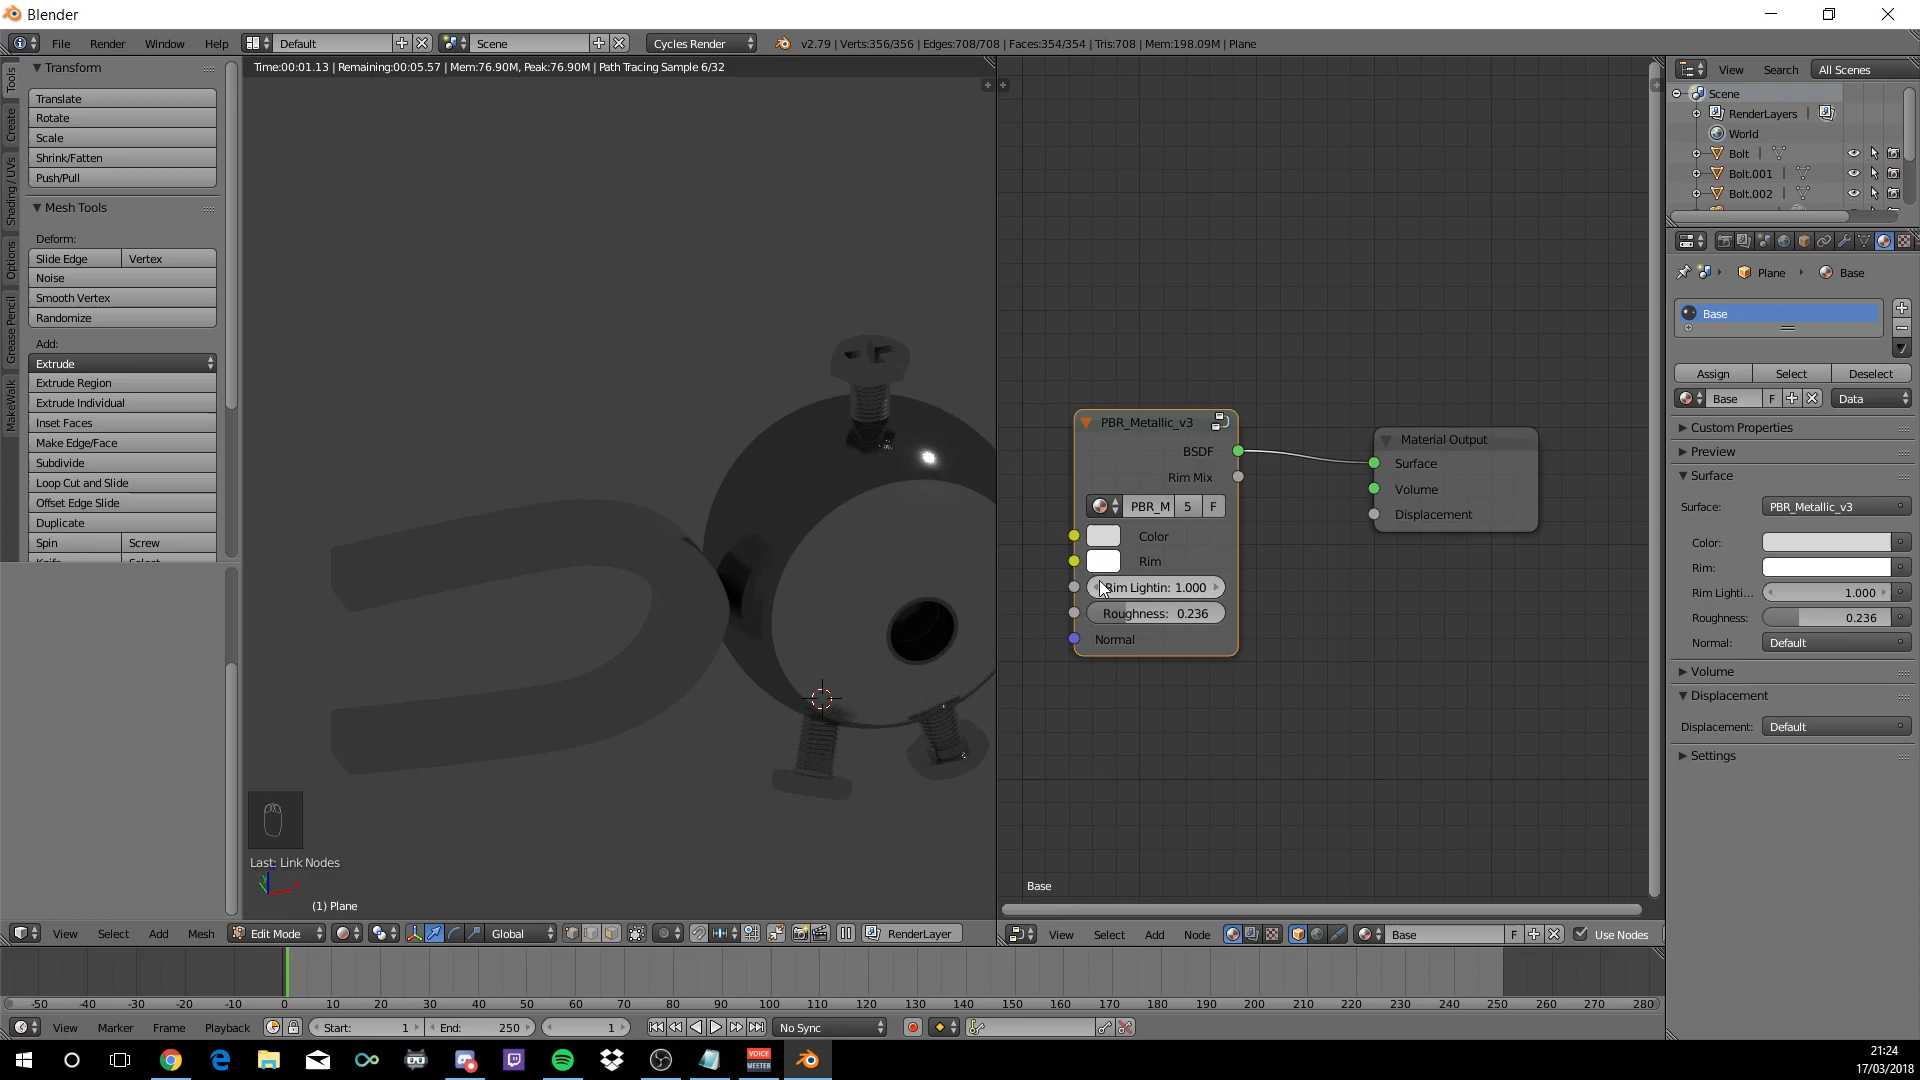 Blender
File Render Window Help Default Scene Cycles Render v2.79 | Verts:356/356 | Edges:708/708 | Faces:354/354 | Tris:708 | Mem:198.09M | Plane
Time:00:01.13 | Remaining:00:05.57 | Mem:76.90M, Peak:76.90M | Path Tracing Sample 6/32
Tools
Create
Shading / UVs
Options
Grease Pencil
MakeWalk
Transform
Translate
Rotate
Scale
Shrink/Fatten
Push/Pull
Mesh Tools
Deform:
Slide Edge Vertex
Noise
Smooth Vertex
Randomize
Add:
Extrude
Extrude Region
Extrude Individual
Inset Faces
Make Edge/Face
Subdivide
Loop Cut and Slide
Offset Edge Slide
Duplicate
Spin Screw
Last: Link Nodes
(1) Plane
View Select Add Mesh Edit Mode Global RenderLayer
PBR_Metallic_v3
BSDF
Rim Mix
PBR_M 5 F
Color
Rim
Rim Lightin: 1.000
Roughness: 0.236
Normal
Material Output
Surface
Volume
Displacement
Base
View Select Add Node Base F Use Nodes
View Search All Scenes
Scene
RenderLayers |
World
Bolt |
Bolt.001 |
Bolt.002 |
Plane Base
Base
Assign Select Deselect
Base F Data
Custom Properties
Preview
Surface
Surface: PBR_Metallic_v3
Color:
Rim:
Rim Lighti... 1.000
Roughness: 0.236
Normal: Default
Volume
Displacement
Displacement: Default
Settings
-50 -40 -30 -20 -10 0 10 20 30 40 50 60 70 80 90 100 110 120 130 140 150 160 170 180 190 200 210 220 230 240 250 260 270 280
View Marker Frame Playback Start: 1 End: 250 1 No Sync
VOICE
MEETER
21:24
17/03/2018